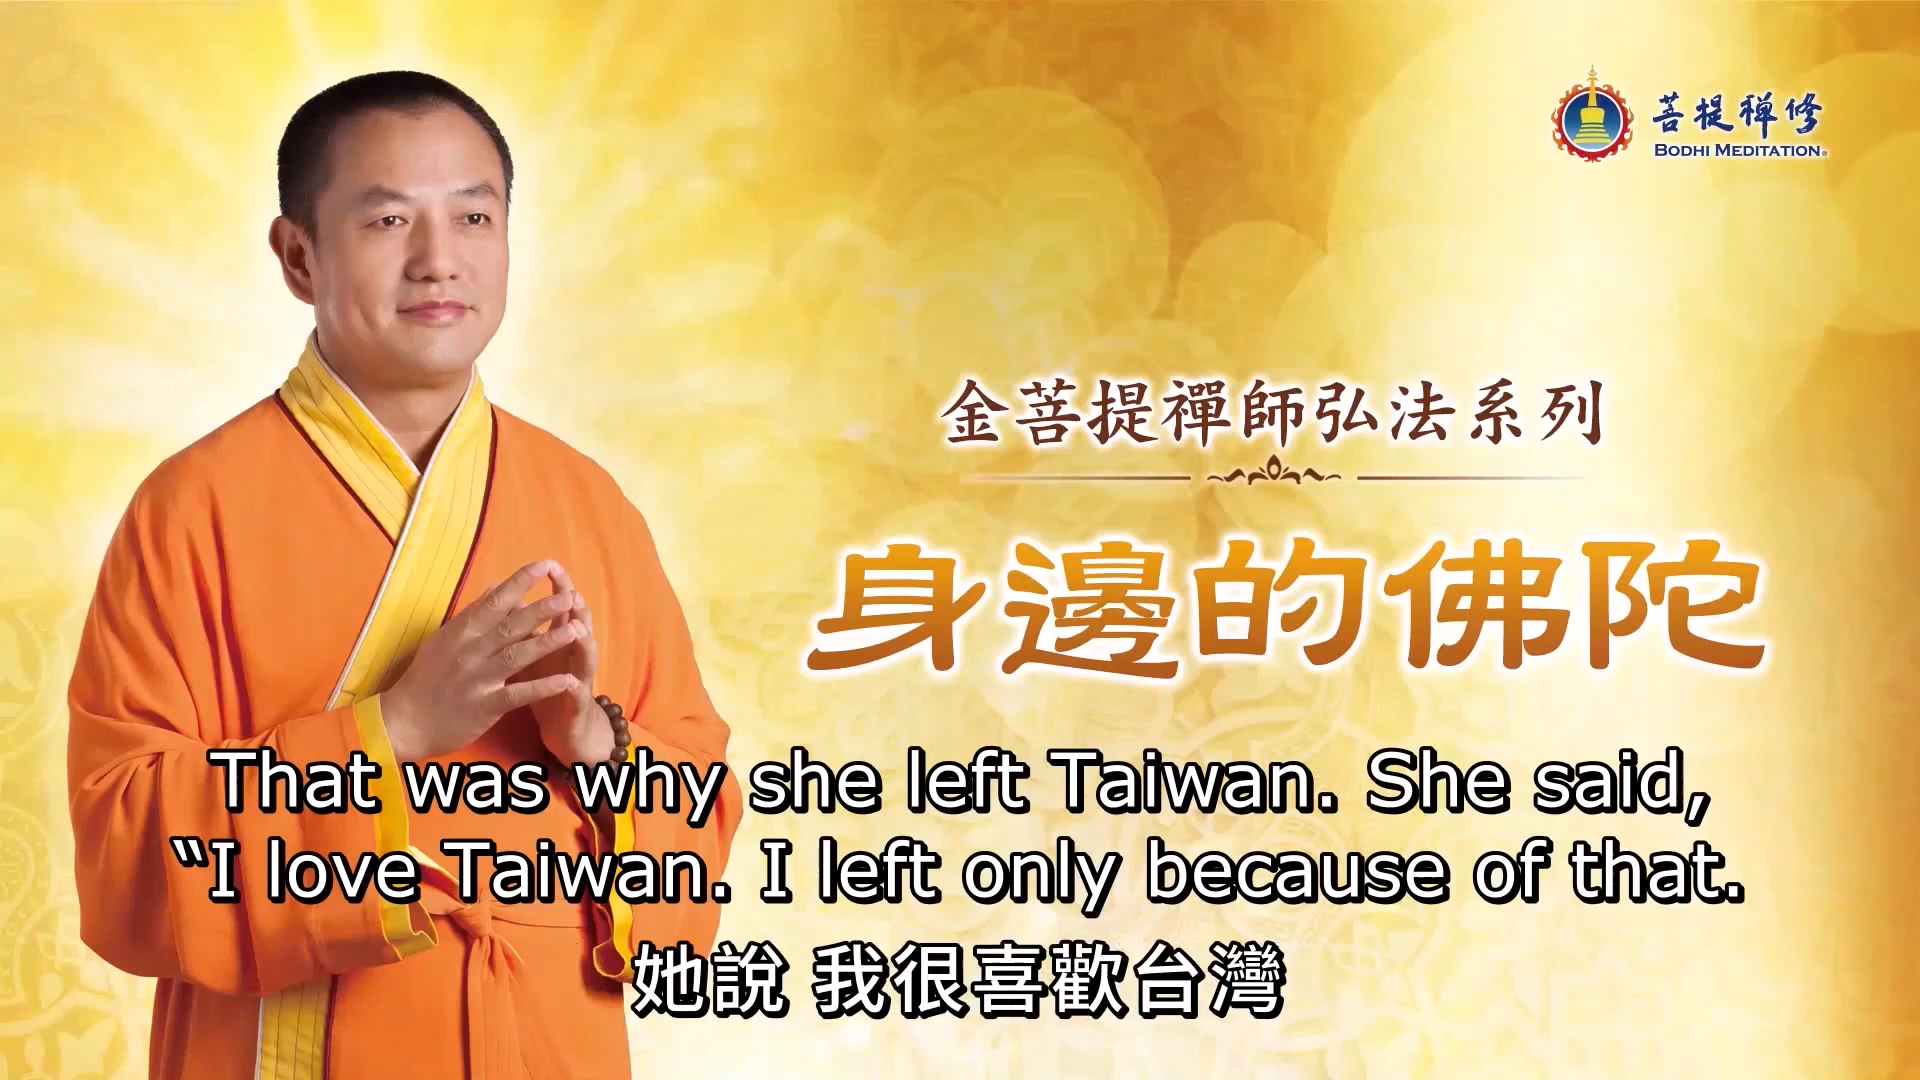 菩提禪修
BODHI MEDITATION®
金菩提禪師弘法系列
身邊的佛陀
That was why she left Taiwan. She said,
“I love Taiwan. I left only because of that.
她說 我很喜歡台灣